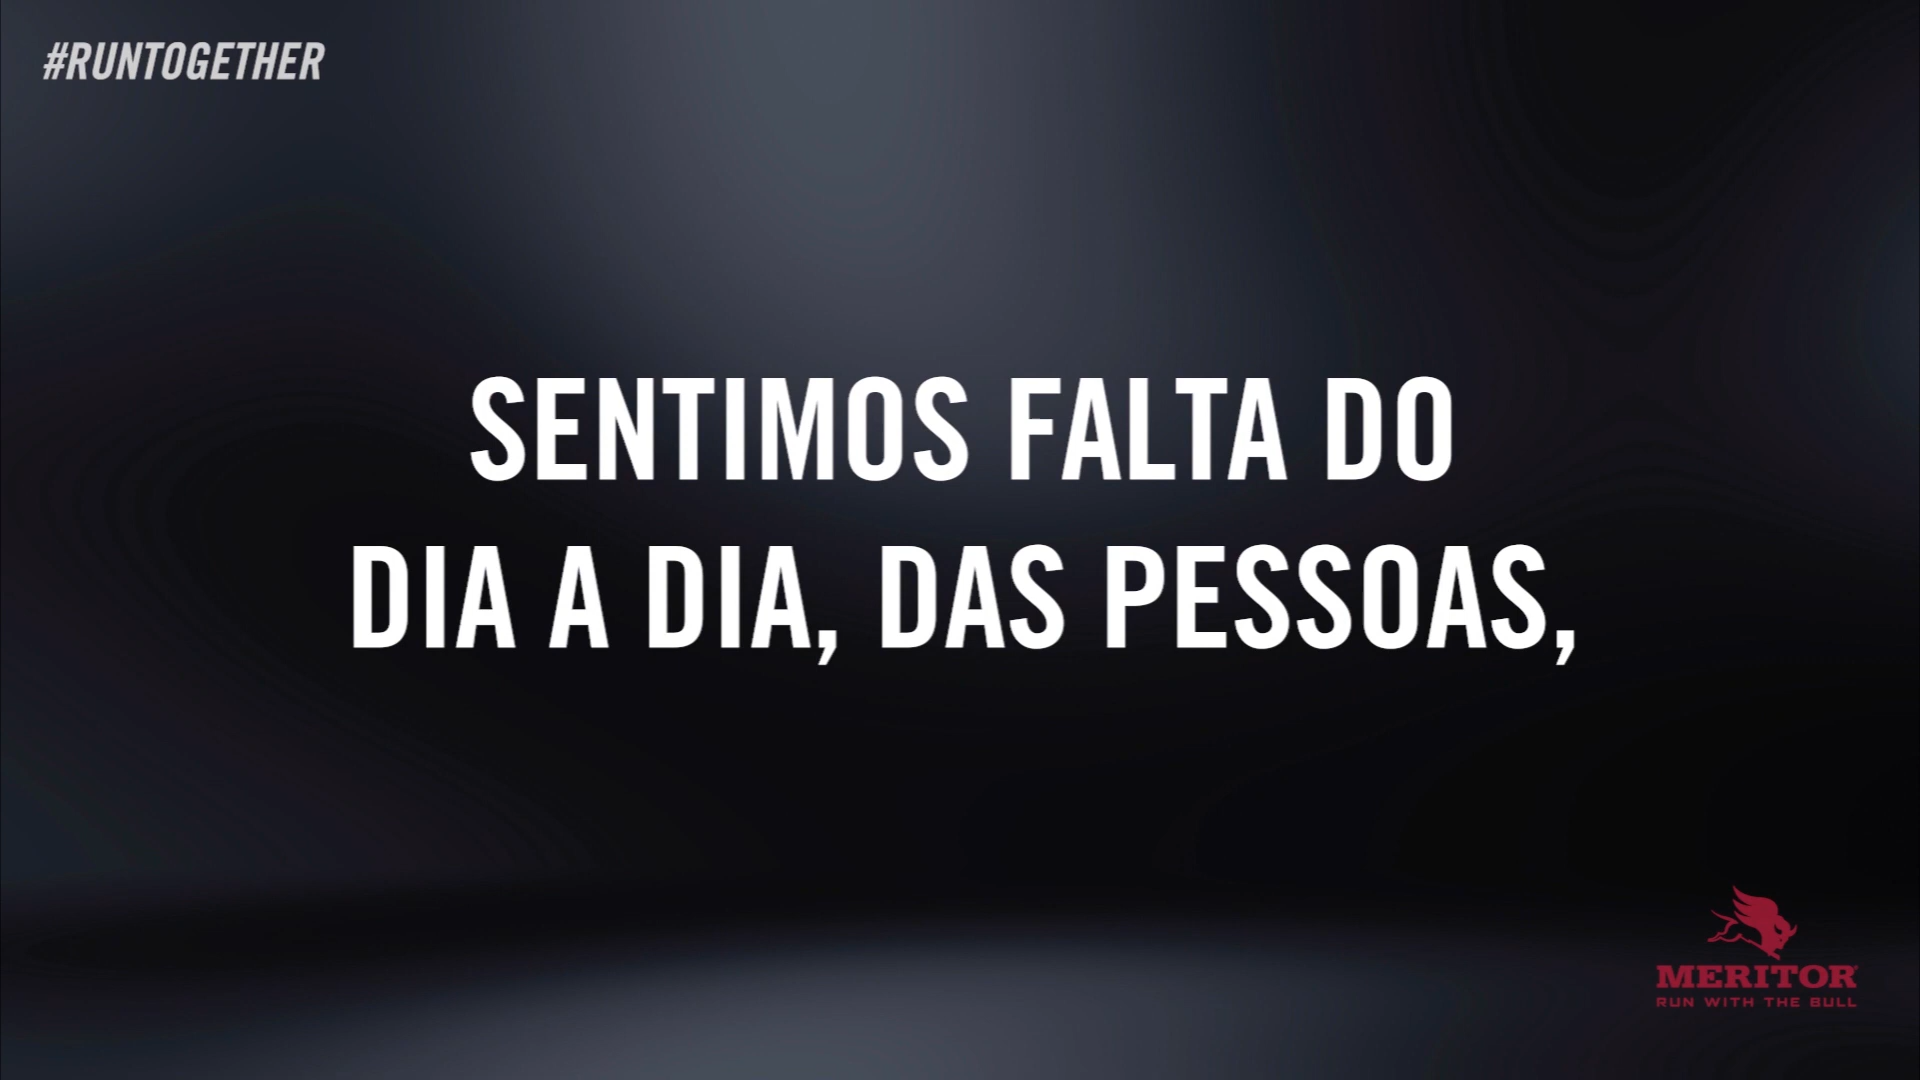 #RUNTOGETHER
SENTIMOS FALTA DO
DIA A DIA, DAS PESSOAS,
MERITOR
RUN WITH THE BULL